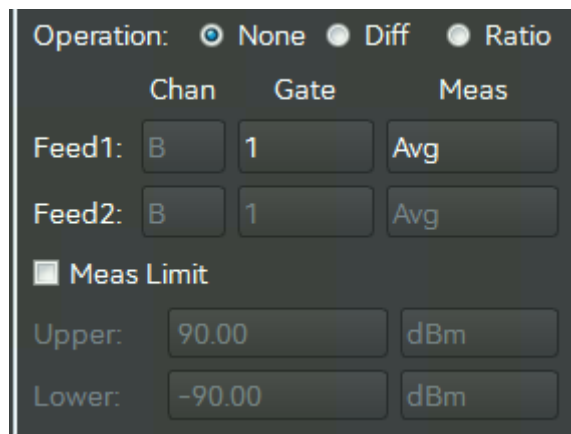 Operation: None Diff Ratio
Chan Gate Meas
Feed1: B 1 Avg
Feed2: B 1 Avg
Meas Limit
Upper: 90.00 dBm
Lower: -90.00 dBm